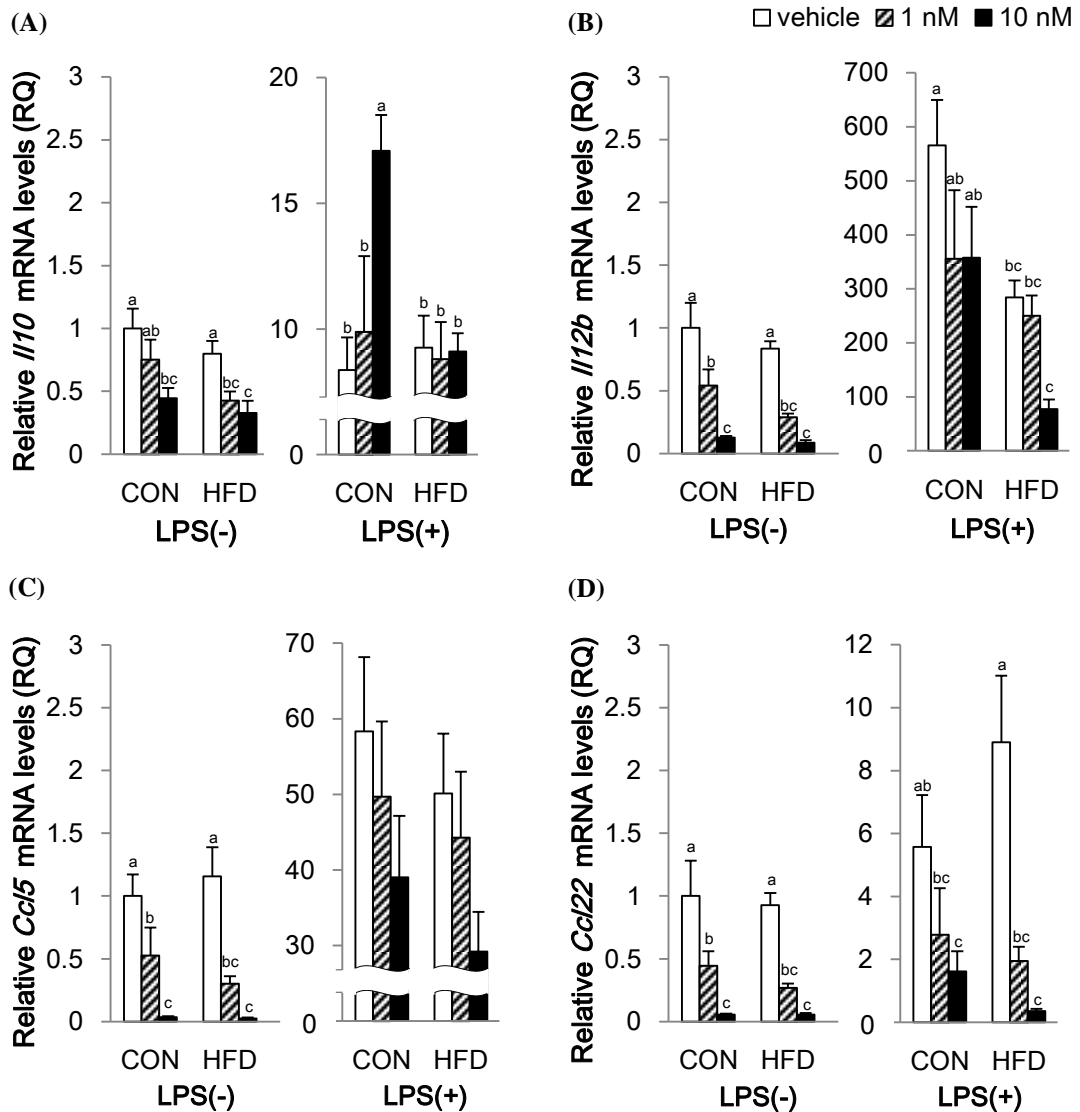 (A)
(B)
vehicle 1 nM 10 nM
Relative Il10 mRNA levels (RQ)
3
2.5
2
1.5
1
0.5
0
a
ab
bc
a
bc
c
CON HFD
LPS(-)
20
10
10
0
b
b
a
b
b
b
CON HFD
LPS(+)
Relative Il12b mRNA levels (RQ)
3
2.5
2
1.5
1
0.5
0
a
b
c
a
bc
c
CON HFD
LPS(-)
700
600
500
400
300
200
100
0
a
ab
ab
bc
bc
c
CON HFD
LPS(+)
(C)
(D)
Relative Ccl5 mRNA levels (RQ)
3
2.5
2
1.5
1
0.5
0
a
b
c
a
bc
c
CON HFD
LPS(-)
70
60
50
40
30
0
CON HFD
LPS(+)
Relative Ccl22 mRNA levels (RQ)
3
2.5
2
1.5
1
0.5
0
a
b
c
a
bc
c
CON HFD
LPS(-)
12
10
8
6
4
2
0
ab
bc
c
a
bc
c
CON HFD
LPS(+)